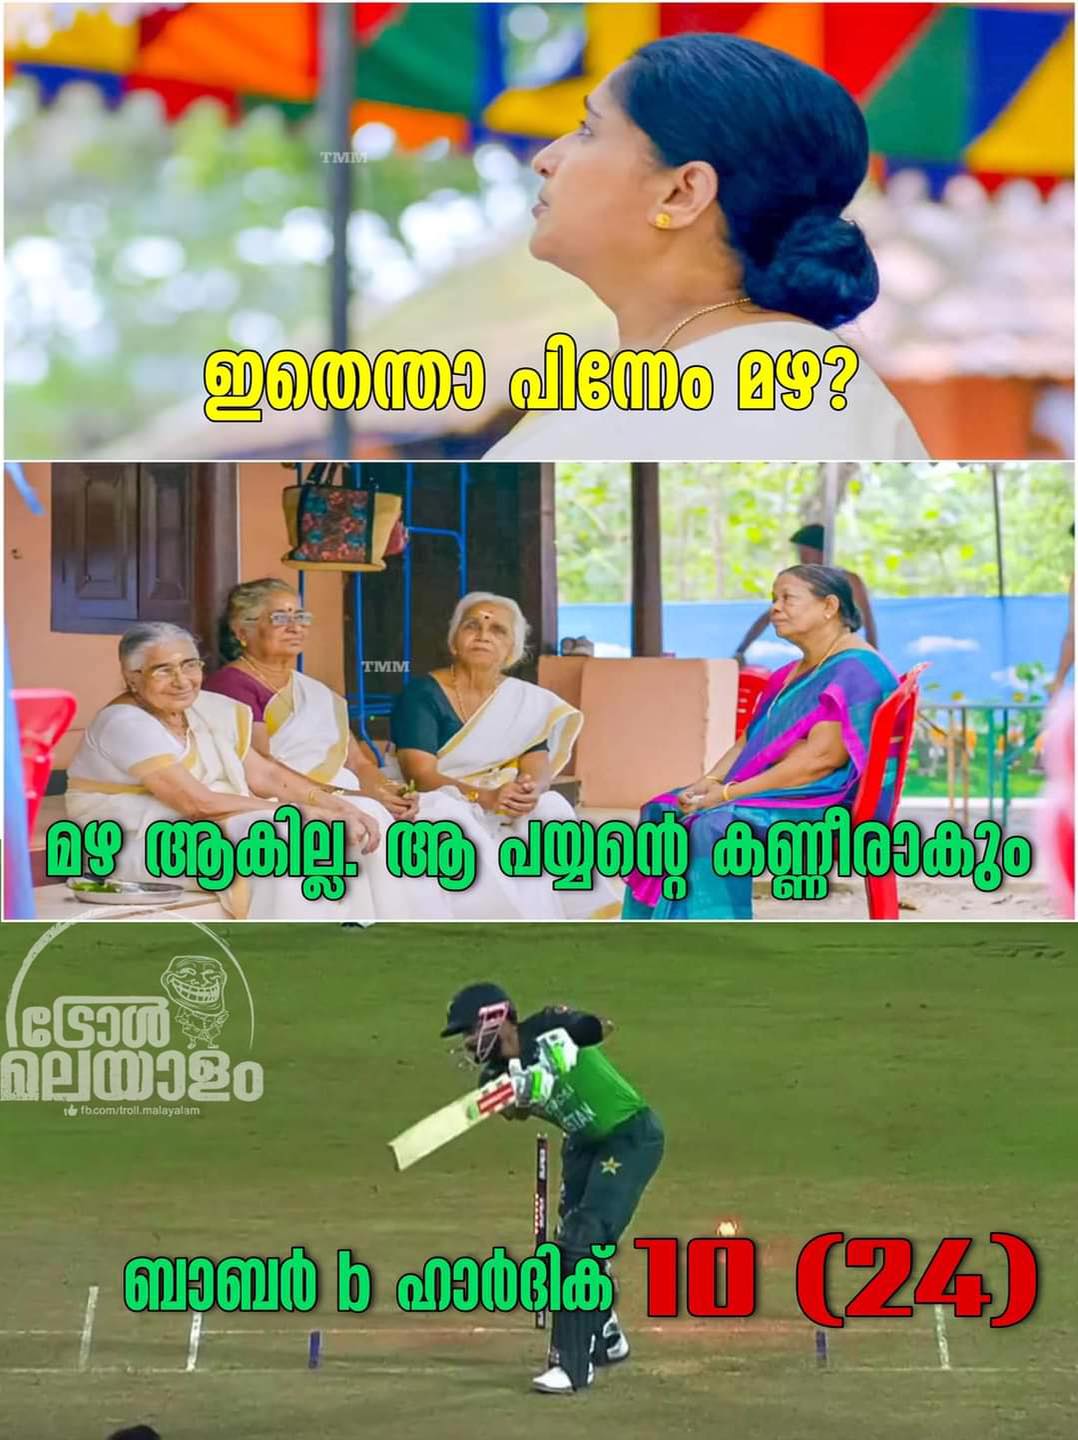 TMM
ഇതെന്താ പിന്നേം മഴ?
TMM
മഴ ആകില്ല. ആ പയ്യന്റെ കണ്ണീരാകും
ട്രോൾ
മലയാളം
fb.com/troll.malayalam
ബാബർ b ഹാർദിക് 10 (24)